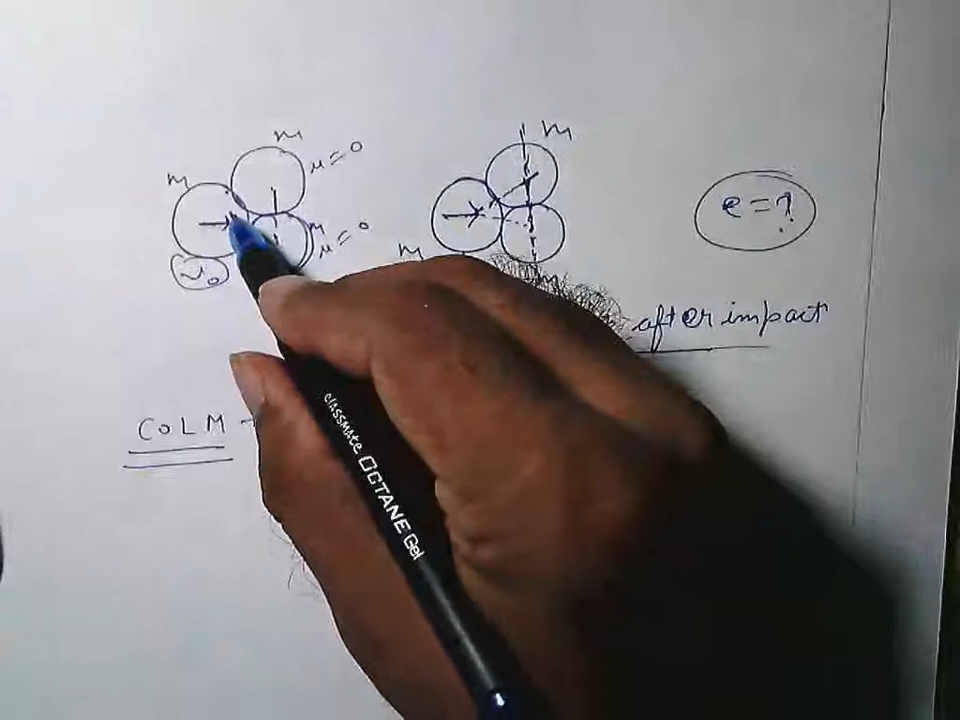 m
m
μ = 0
m
μ = 0
v₀
m
m
m
e = ?
after impact
COLM →
classmate OCTANE Gel